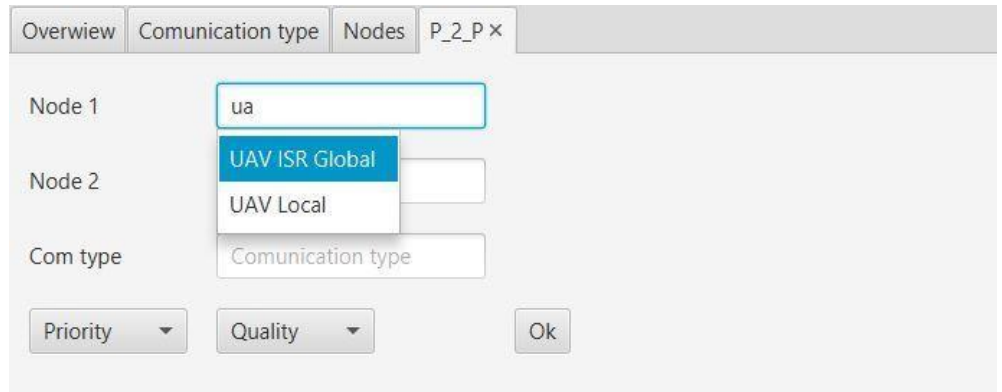 Overwiew Comunication type Nodes P_2_P ×
Node 1 ua
UAV ISR Global
Node 2
UAV Local
Com type Comunication type
Priority Quality Ok